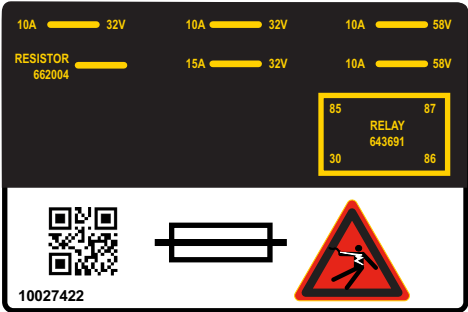 10A 32V 10A 32V 10A 58V
RESISTOR 15A 32V 10A 58V
662004
85 87
RELAY
643691
30 86
10027422